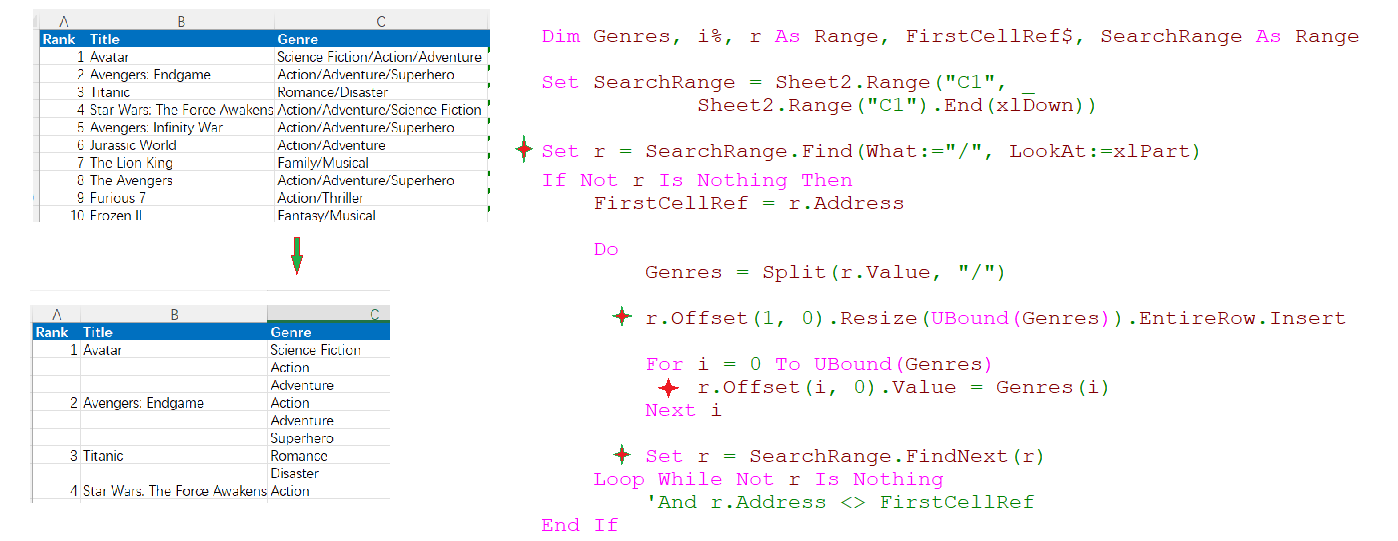 A B C
Rank Title Genre
1 Avatar Science Fiction/Action/Adventure
2 Avengers: Endgame Action/Adventure/Superhero
3 Titanic Romance/Disaster
4 Star Wars: The Force Awakens Action/Adventure/Science Fiction
5 Avengers: Infinity War Action/Adventure/Superhero
6 Jurassic World Action/Adventure
7 The Lion King Family/Musical
8 The Avengers Action/Adventure/Superhero
9 Furious 7 Action/Thriller
10 Frozen II Fantasy/Musical
A B C
Rank Title Genre
1 Avatar Science Fiction
Action
Adventure
2 Avengers: Endgame Action
Adventure
Superhero
3 Titanic Romance
Disaster
4 Star Wars: The Force Awakens Action
Dim Genres, i%, r As Range, FirstCellRef$, SearchRange As Range
Set SearchRange = Sheet2.Range("C1", _
Sheet2.Range("C1").End(xlDown))
Set r = SearchRange.Find(What:="/", LookAt:=xlPart)
If Not r Is Nothing Then
FirstCellRef = r.Address
Do
Genres = Split(r.Value, "/")
r.Offset(1, 0).Resize(UBound(Genres)).EntireRow.Insert
For i = 0 To UBound(Genres)
r.Offset(i, 0).Value = Genres(i)
Next i
Set r = SearchRange.FindNext(r)
Loop While Not r Is Nothing
'And r.Address <> FirstCellRef
End If